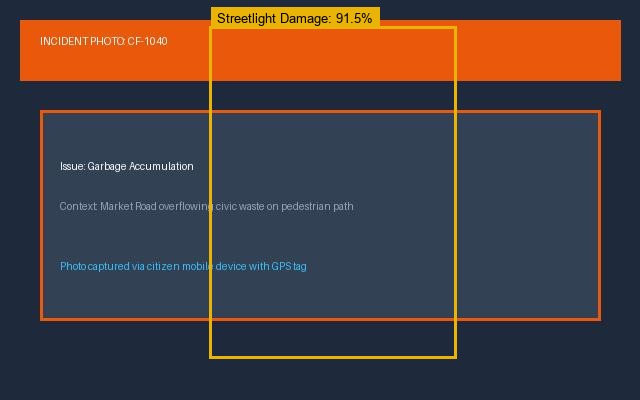 Streetlight Damage: 91.5%
INCIDENT PHOTO: CF-1040
Issue: Garbage Accumulation
Context: Market Road overflowing civic waste on pedestrian path
Photo captured via citizen mobile device with GPS tag